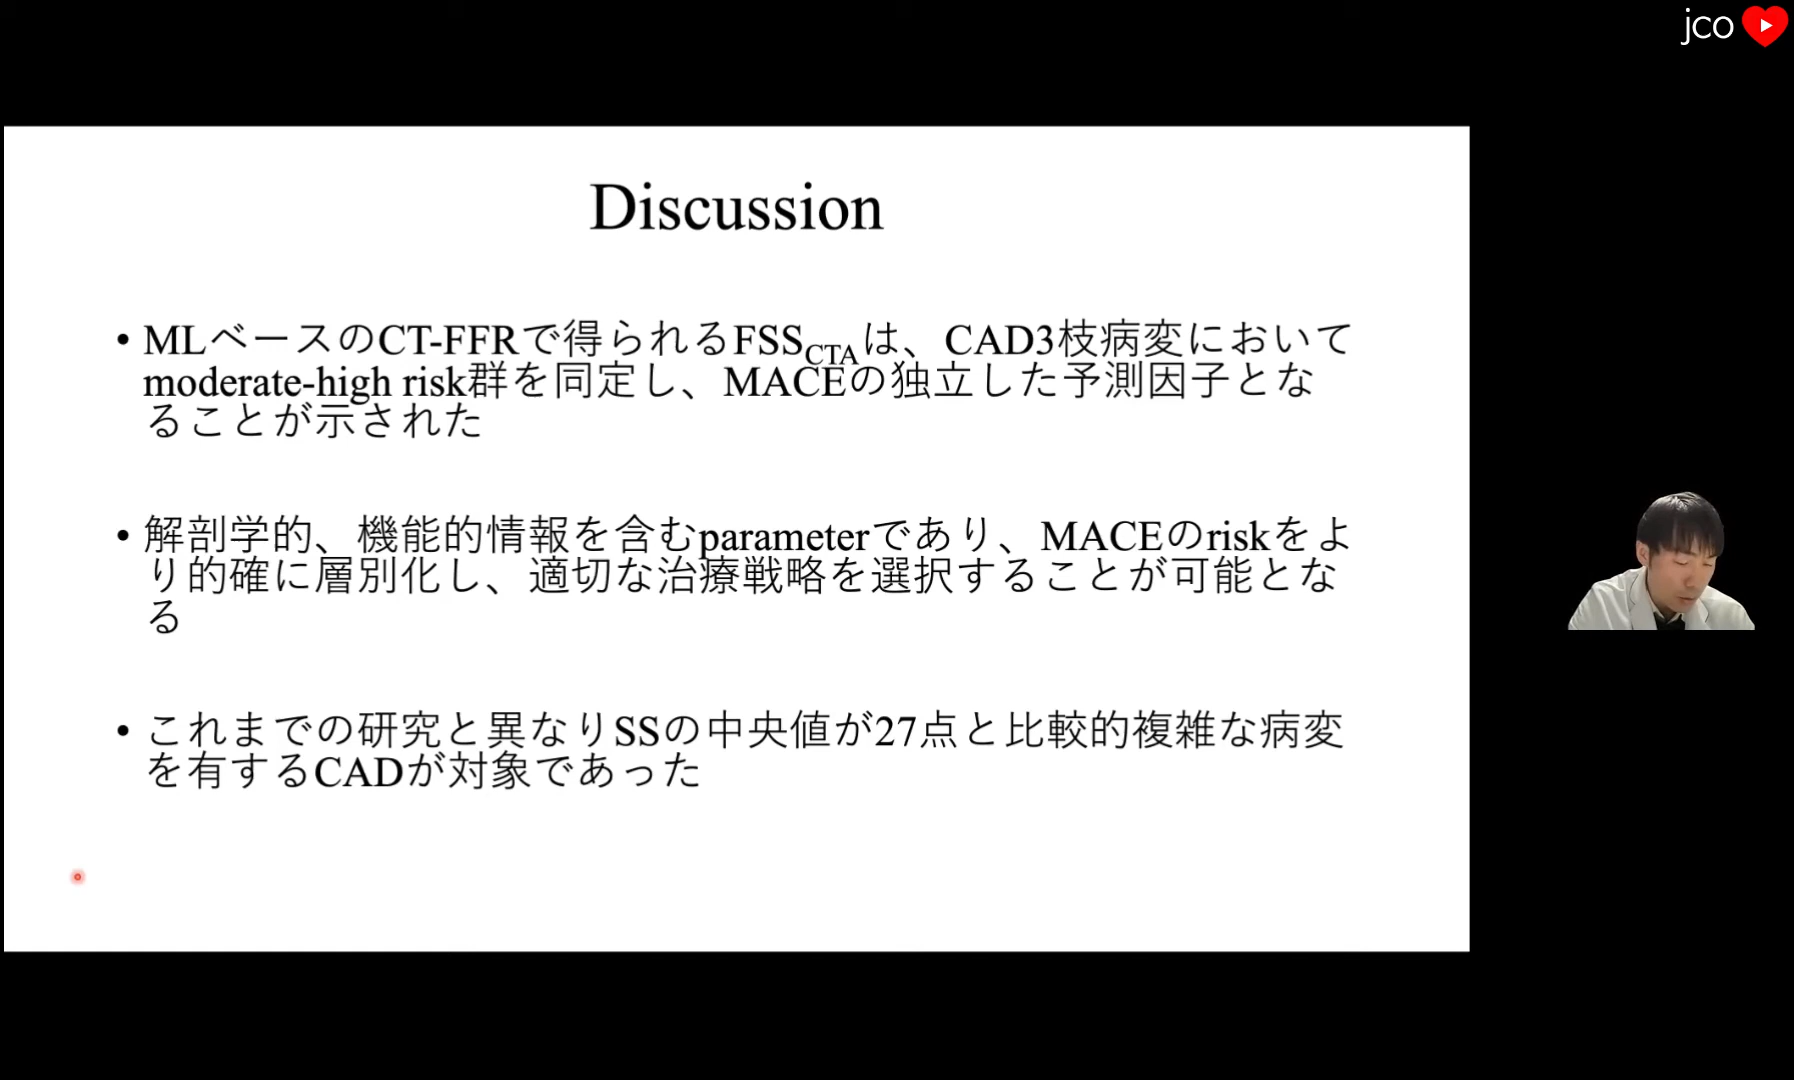 jco
Discussion
• MLベースのCT-FFRで得られるFSSCTAは、CAD3枝病変において
moderate-high risk群を同定し、MACEの独立した予測因子とな
ることが示された
• 解剖学的、機能的情報を含むparameterであり、MACEのriskをよ
り的確に層別化し、適切な治療戦略を選択することが可能とな
る
• これまでの研究と異なりSSの中央値が27点と比較的複雑な病変
を有するCADが対象であった